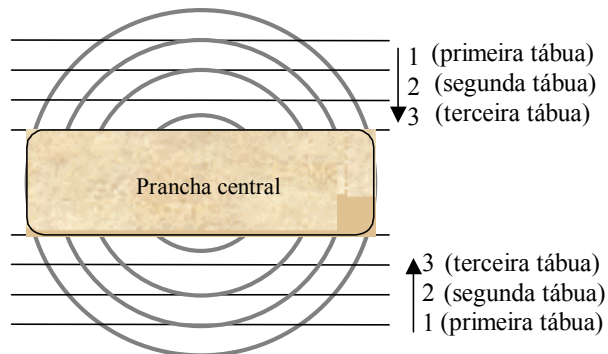 1 (primeira tábua)
2 (segunda tábua)
3 (terceira tábua)
Prancha central
3 (terceira tábua)
2 (segunda tábua)
1 (primeira tábua)